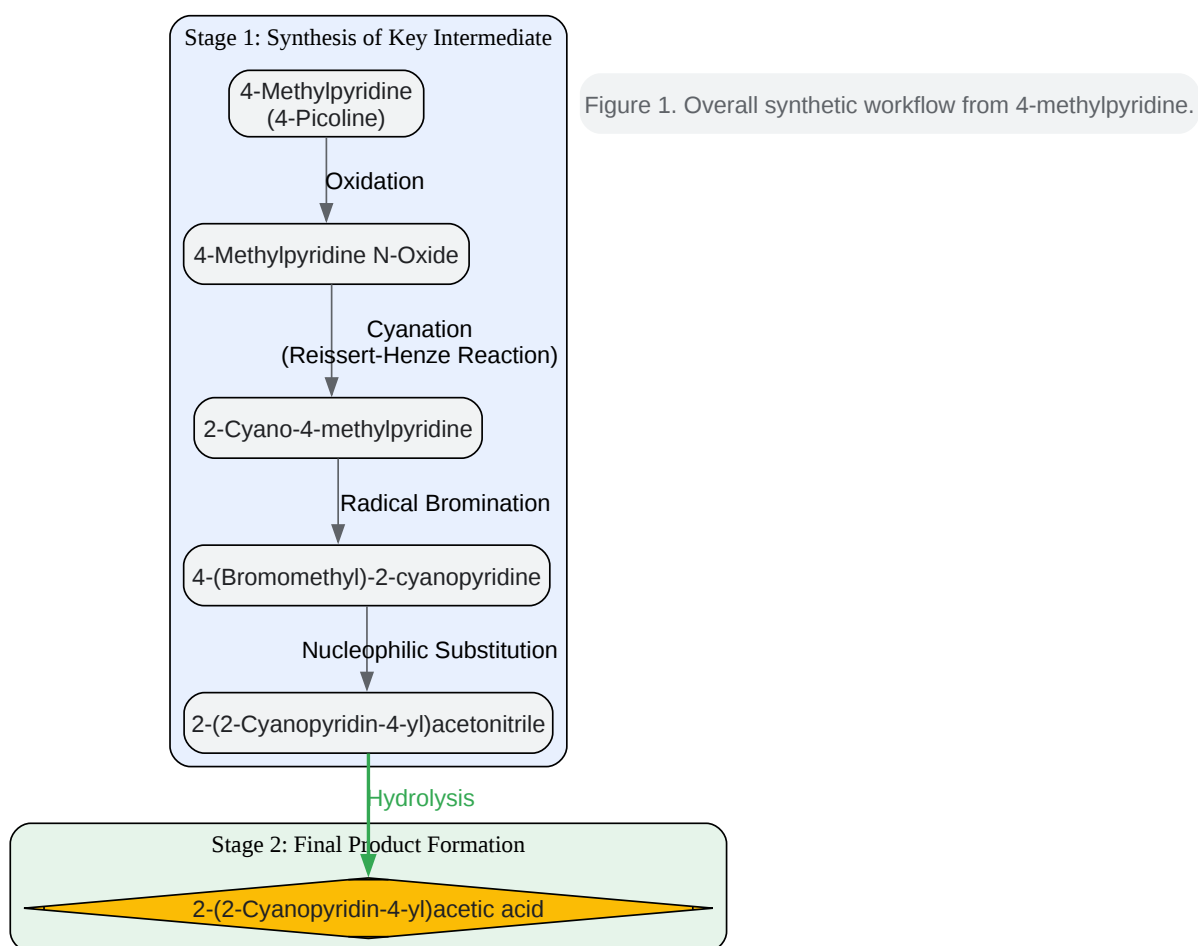 Stage 1: Synthesis of Key Intermediate
4-Methylpyridine
(4-Picoline)
Figure 1. Overall synthetic workflow from 4-methylpyridine.
Oxidation
4-Methylpyridine N-Oxide
Cyanation
(Reissert-Henze Reaction)
2-Cyano-4-methylpyridine
Radical Bromination
4-(Bromomethyl)-2-cyanopyridine
Nucleophilic Substitution
2-(2-Cyanopyridin-4-yl)acetonitrile
Hydrolysis
Stage 2: Final Product Formation
2-(2-Cyanopyridin-4-yl)acetic acid